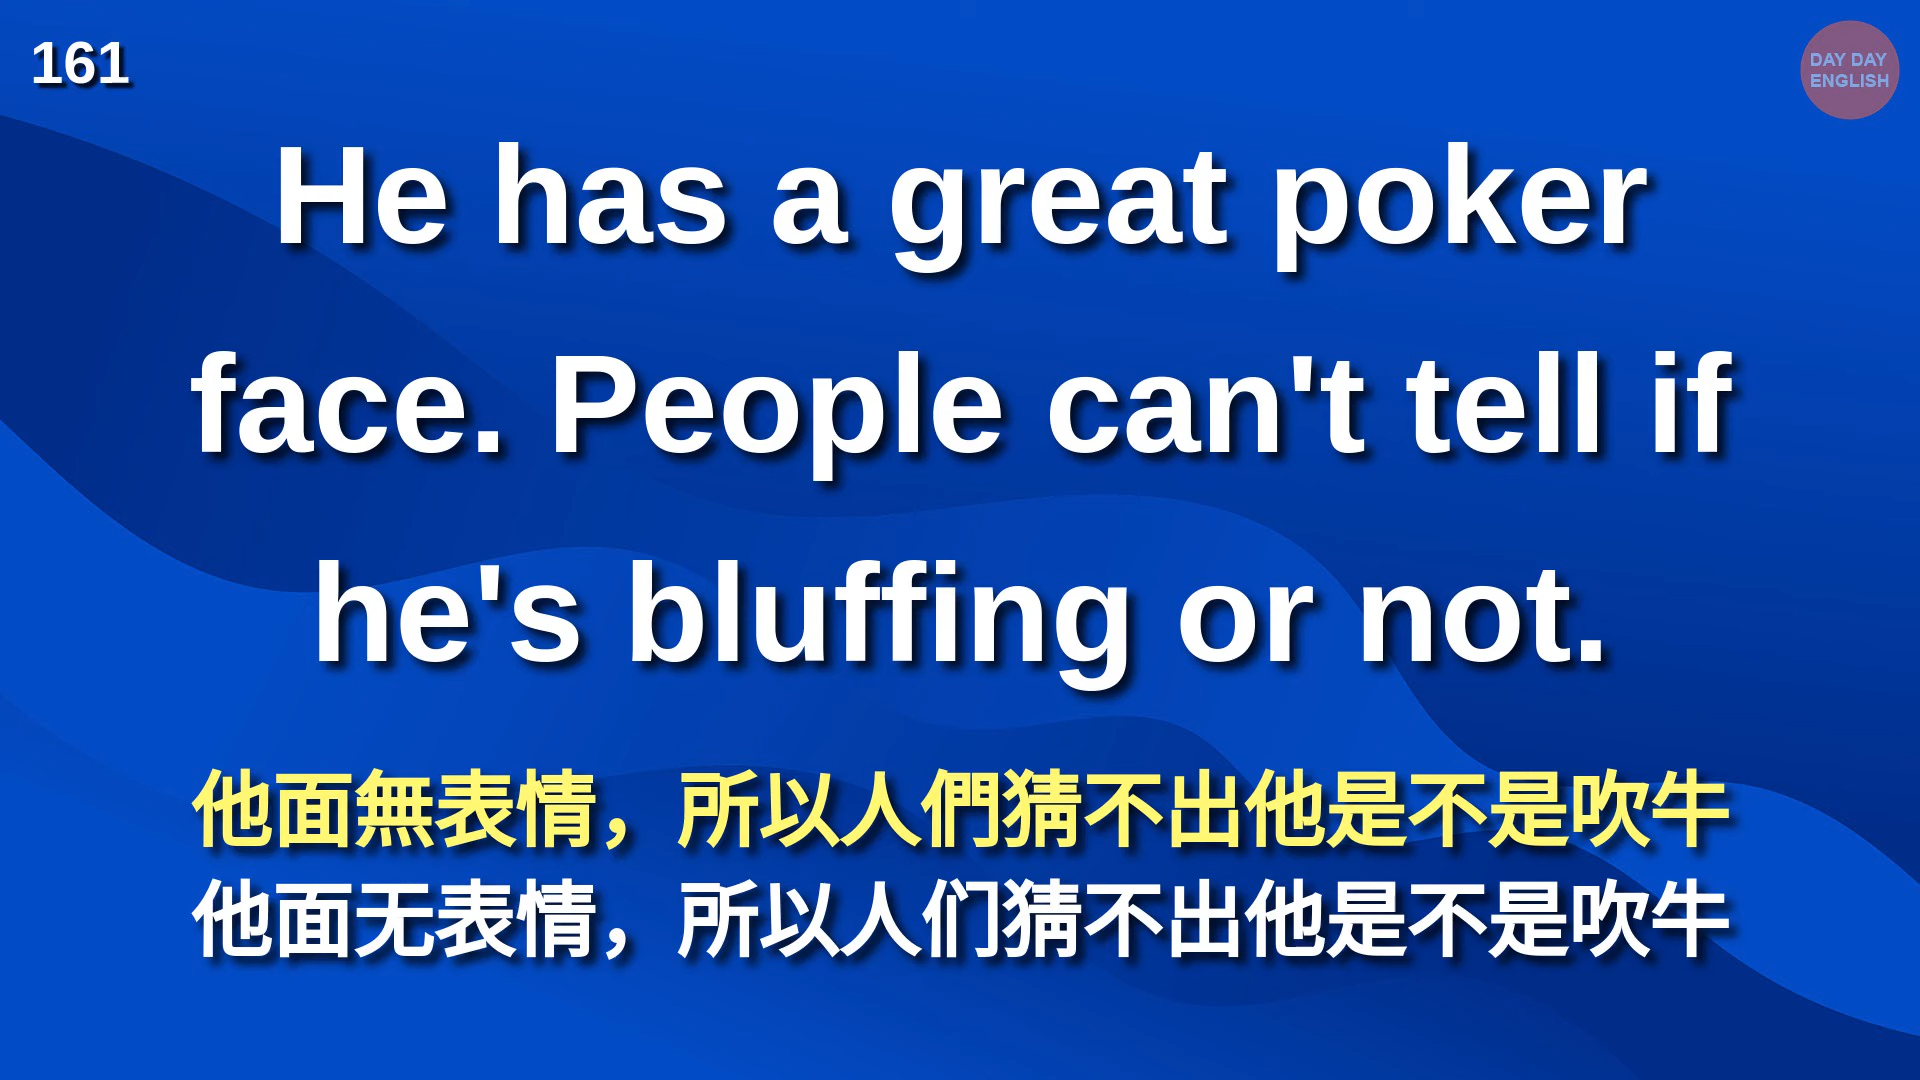 161
DAY DAY
ENGLISH
He has a great poker
face. People can't tell if
he's bluffing or not.
他面無表情，所以人們猜不出他是不是吹牛
他面无表情，所以人们猜不出他是不是吹牛